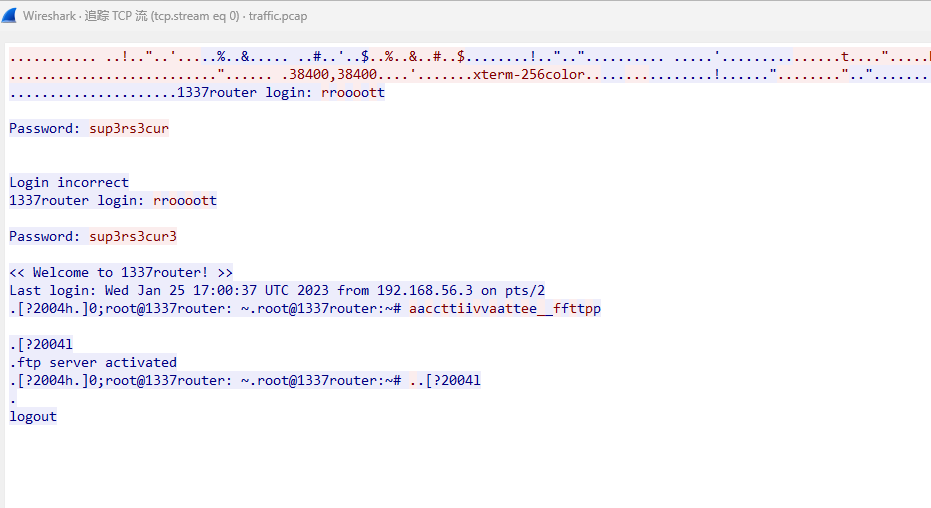 Wireshark · 追踪 TCP 流 (tcp.stream eq 0) · traffic.pcap
........... ..!.."..'.....%..&..... ..#..'..$..%..&..#..$.......!..".."......... .....'................t....".....
.........................."...... .38400,38400....'.......xterm-256color................!......"........."..".......
.....................1337router login: rroooott
Password: sup3rs3cur
Login incorrect
1337router login: rroooott
Password: sup3rs3cur3
<< Welcome to 1337router! >>
Last login: Wed Jan 25 17:00:37 UTC 2023 from 192.168.56.3 on pts/2
.[?2004h.]0;root@1337router: ~.root@1337router:~# aaccttiivvaattee__ffttpp
.[?2004l
.ftp server activated
.[?2004h.]0;root@1337router: ~.root@1337router:~# ..[?2004l
.
logout